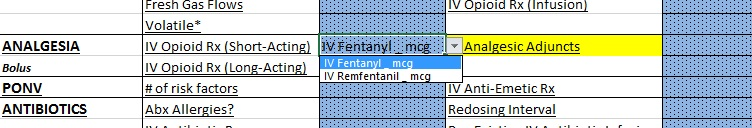 Fresh Gas Flows IV Opioid Rx (Infusion)
Volatile*
ANALGESIA IV Opioid Rx (Short-Acting) IV Fentanyl _ mcg Analgesic Adjuncts
IV Fentanyl _ mcg
Bolus IV Opioid Rx (Long-Acting)
IV Remfentanil _ mcg
PONV # of risk factors IV Anti-Emetic Rx
ANTIBIOTICS Abx Allergies? Redosing Interval